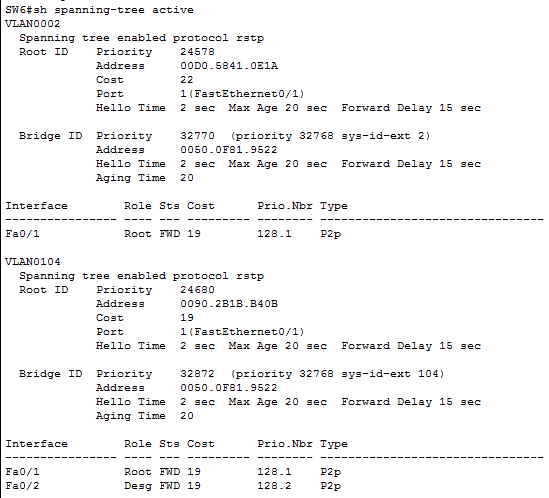 SW6#sh spanning-tree active
VLAN0002
  Spanning tree enabled protocol rstp
  Root ID    Priority    24578
             Address     00D0.5841.0E1A
             Cost        22
             Port        1(FastEthernet0/1)
             Hello Time  2 sec  Max Age 20 sec  Forward Delay 15 sec

  Bridge ID  Priority    32770  (priority 32768 sys-id-ext 2)
             Address     0050.0F81.9522
             Hello Time  2 sec  Max Age 20 sec  Forward Delay 15 sec
             Aging Time  20

Interface        Role Sts Cost      Prio.Nbr Type
---------------- ---- --- --------- -------- --------------------------------
Fa0/1            Root FWD 19        128.1    P2p

VLAN0104
  Spanning tree enabled protocol rstp
  Root ID    Priority    24680
             Address     0090.2B1B.B40B
             Cost        19
             Port        1(FastEthernet0/1)
             Hello Time  2 sec  Max Age 20 sec  Forward Delay 15 sec

  Bridge ID  Priority    32872  (priority 32768 sys-id-ext 104)
             Address     0050.0F81.9522
             Hello Time  2 sec  Max Age 20 sec  Forward Delay 15 sec
             Aging Time  20

Interface        Role Sts Cost      Prio.Nbr Type
---------------- ---- --- --------- -------- --------------------------------
Fa0/1            Root FWD 19        128.1    P2p
Fa0/2            Desg FWD 19        128.2    P2p